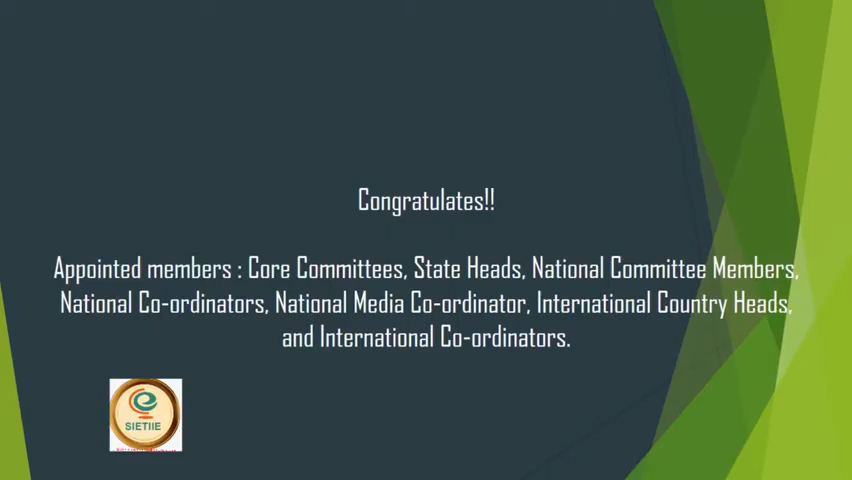 Congratulates!!
Appointed members : Core Committees, State Heads, National Committee Members,
National Co-ordinators, National Media Co-ordinator, International Country Heads,
and International Co-ordinators.
SIETIIE